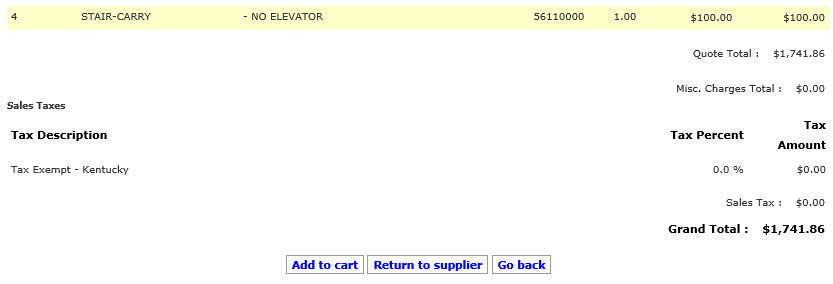 4 STAIR-CARRY - NO ELEVATOR 56110000 1.00 $100.00 $100.00
Quote Total : $1,741.86
Misc. Charges Total : $0.00
Sales Taxes
Tax Description Tax Percent Tax Amount
Tax Exempt - Kentucky 0.0 % $0.00
Sales Tax : $0.00
Grand Total : $1,741.86
Add to cart Return to supplier Go back